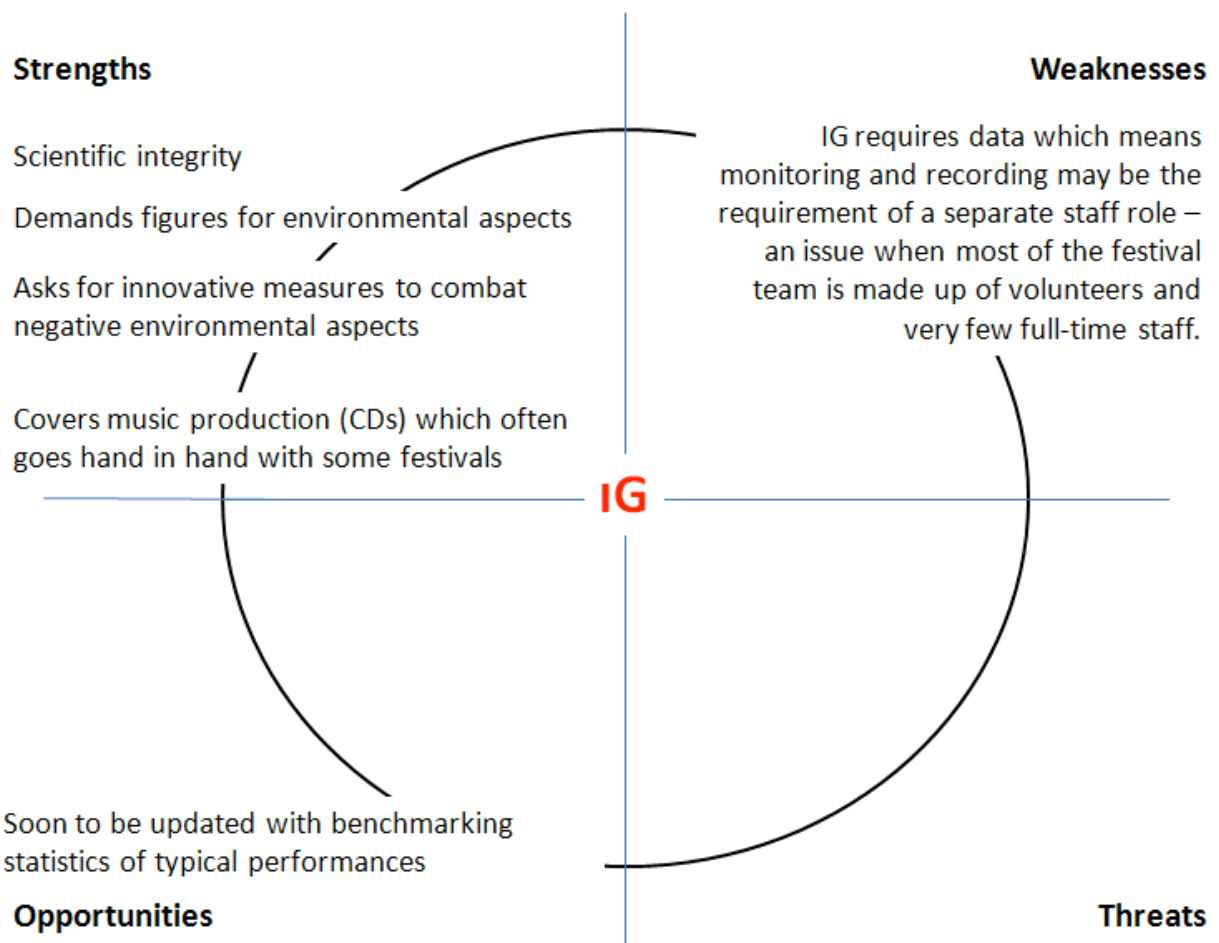 Strengths
Weaknesses
Scientific integrity
Demands figures for environmental aspects
Asks for innovative measures to combat
negative environmental aspects
Covers music production (CDs) which often
goes hand in hand with some festivals
IG requires data which means
monitoring and recording may be the
requirement of a separate staff role –
an issue when most of the festival
team is made up of volunteers and
very few full-time staff.
IG
Soon to be updated with benchmarking
statistics of typical performances
Opportunities
Threats